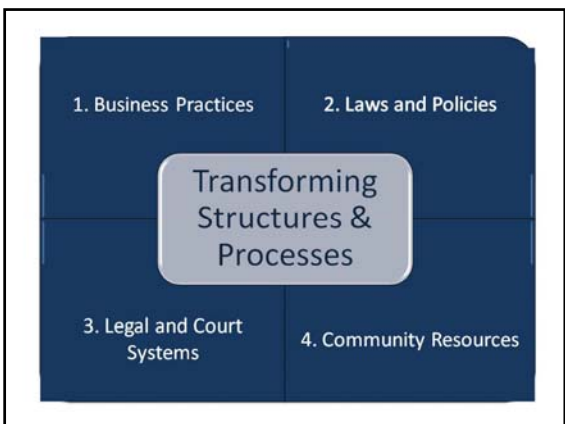 1. Business Practices
2. Laws and Policies
Transforming
Structures &
Processes
3. Legal and Court
Systems
4. Community Resources